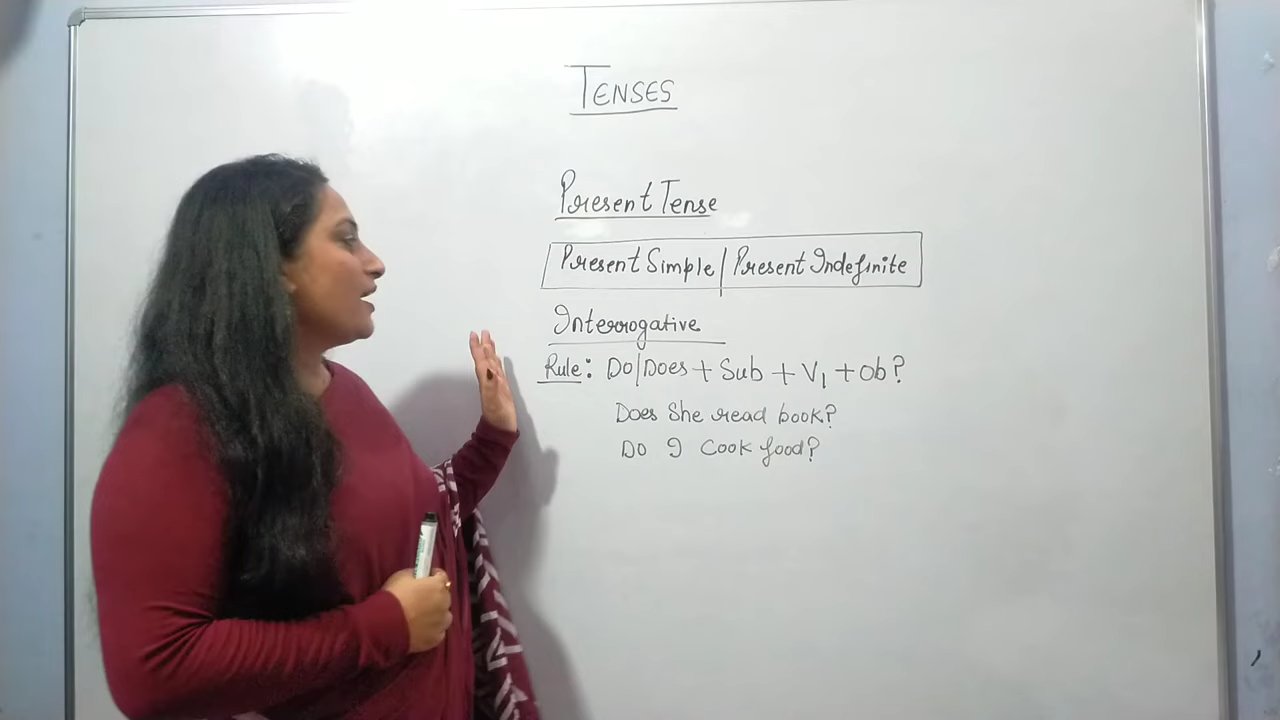 TENSES
Present Tense
Present Simple | Present Indefinite
Interrogative
Rule: Do/Does + Sub + V1 + Ob?
Does She read book?
Do I Cook food?